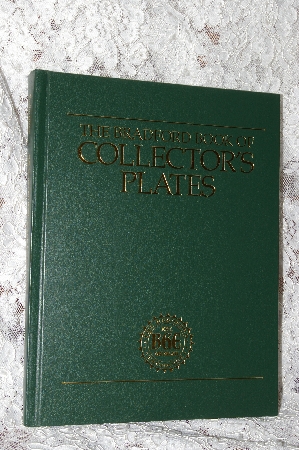 THE BRADFORD BOOK OF
COLLECTOR'S
PLATES